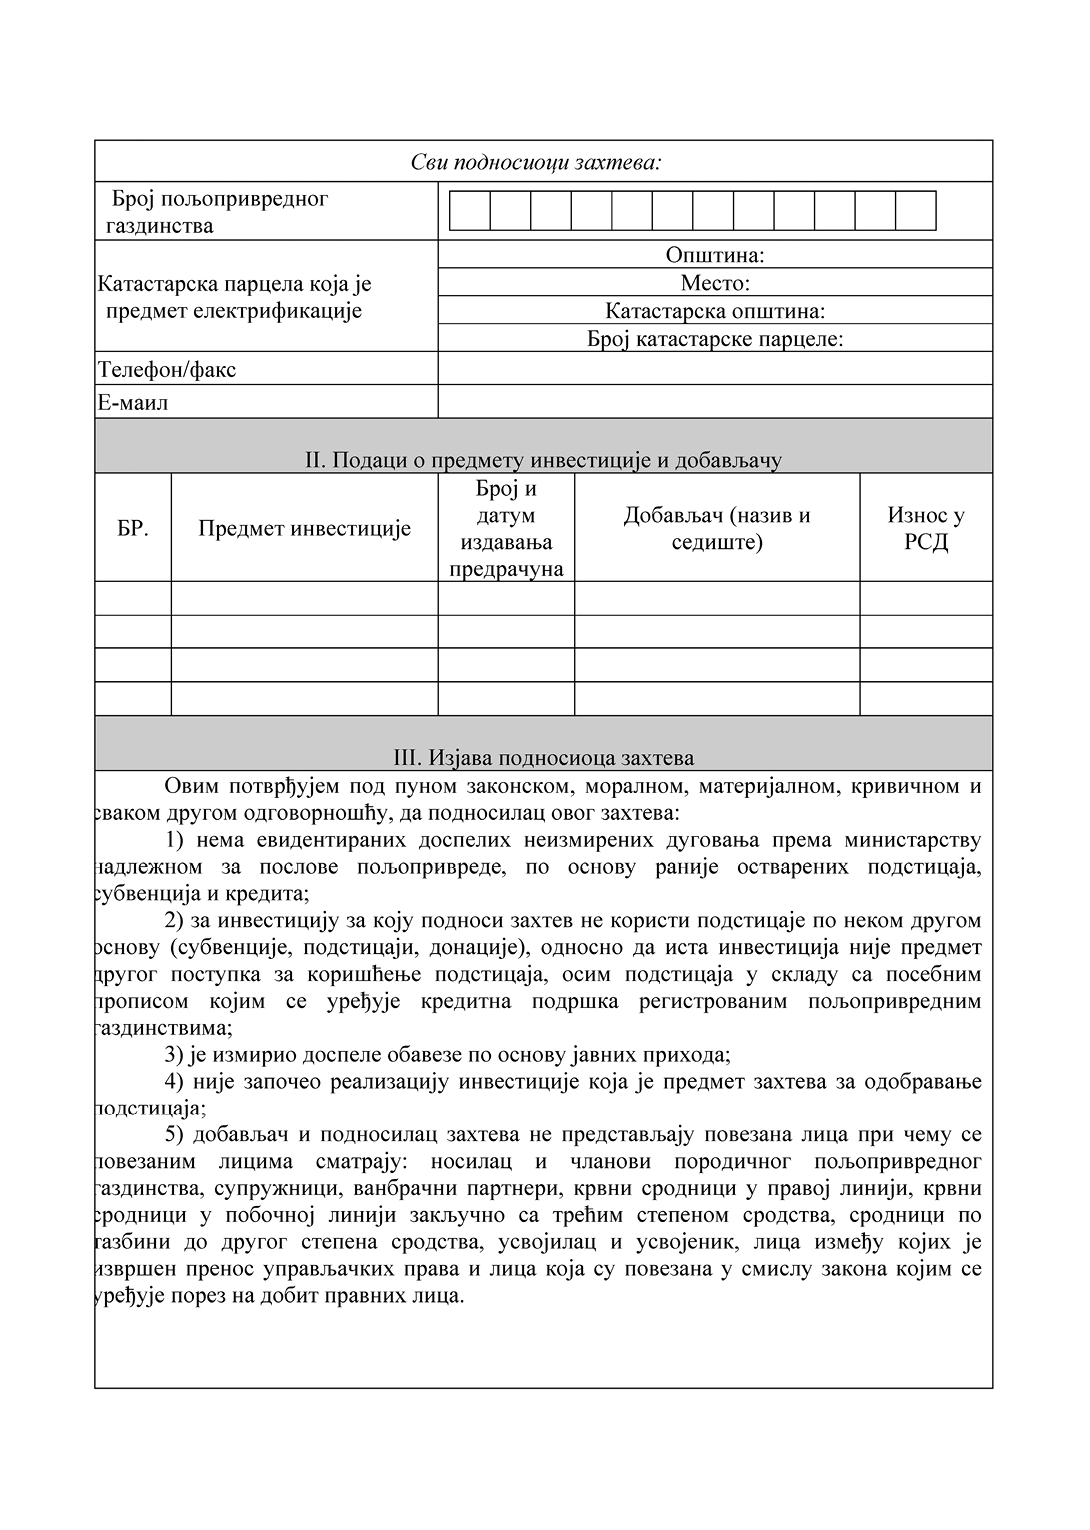 Сви подносиоци захтева:
Број пољопривредног
газдинства
Катастарска парцела која је
предмет електрификације
Општина:
Место:
Катастарска општина:
Број катастарске парцеле:
Телефон/факс
Е-маил
II. Подаци о предмету инвестиције и добављачу
БР.
Предмет инвестиције
Број и
датум
издавања
предрачуна
Добављач (назив и
седиште)
Износ у
РСД
III. Изјава подносиоца захтева
Овим потврђујем под пуном законском, моралном, материјалном, кривичном и
сваком другом одговорношћу, да подносилац овог захтева:
1) нема евидентираних доспелих неизмирених дуговања према министарству
надлежном за послове пољопривреде, по основу раније остварених подстицаја,
субвенција и кредита;
2) за инвестицију за коју подноси захтев не користи подстицаје по неком другом
основу (субвенције, подстицаји, донације), односно да иста инвестиција није предмет
другог поступка за коришћење подстицаја, осим подстицаја у складу са посебним
прописом којим се уређује кредитна подршка регистрованим пољопривредним
газдинствима;
3) је измирио доспеле обавезе по основу јавних прихода;
4) није започео реализацију инвестиције која је предмет захтева за одобравање
подстицаја;
5) добављач и подносилац захтева не представљају повезана лица при чему се
повезаним лицима сматрају: носилац и чланови породичног пољопривредног
газдинства, супружници, ванбрачни партнери, крвни сродници у правој линији, крвни
сродници у побочној линији закључно са трећим степеном сродства, сродници по
тазбини до другог степена сродства, усвојилац и усвојеник, лица између којих је
извршен пренос управљачких права и лица која су повезана у смислу закона којим се
уређује порез на добит правних лица.